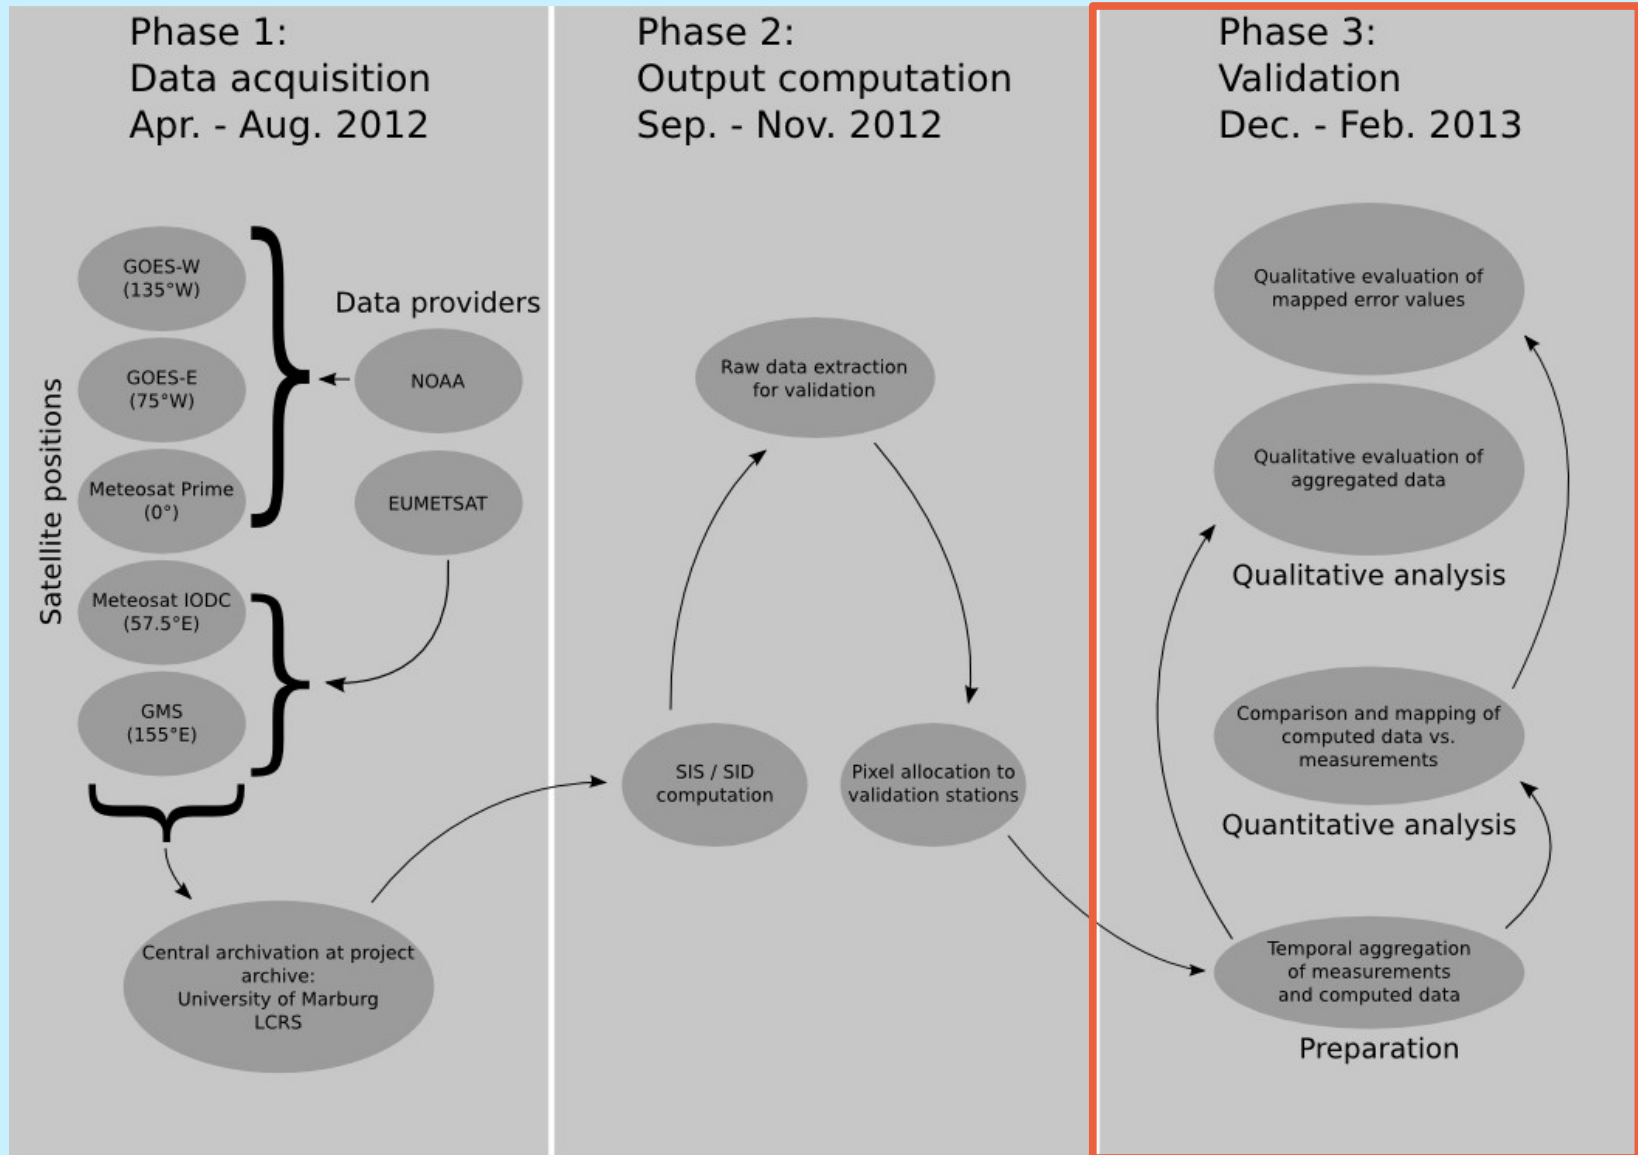 Phase 1:
Data acquisition
Apr. - Aug. 2012
Satellite positions
GOES-W
(135°W)
GOES-E
(75°W)
Meteosat Prime
(0°)
Meteosat IODC
(57.5°E)
GMS
(155°E)
Data providers
NOAA
EUMETSAT
Central archivation at project
archive:
University of Marburg
LCRS
Phase 2:
Output computation
Sep. - Nov. 2012
Raw data extraction
for validation
SIS / SID
computation
Pixel allocation to
validation stations
Phase 3:
Validation
Dec. - Feb. 2013
Qualitative evaluation of
mapped error values
Qualitative evaluation of
aggregated data
Qualitative analysis
Comparison and mapping of
computed data vs.
measurements
Quantitative analysis
Temporal aggregation
of measurements
and computed data
Preparation